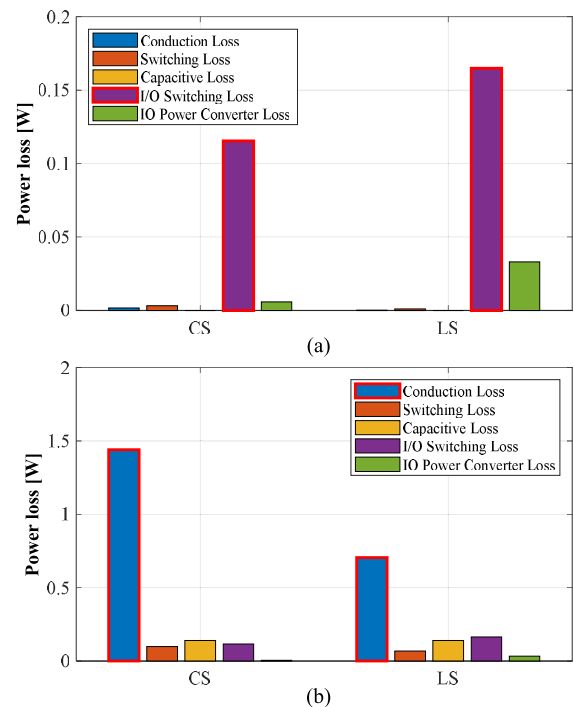 0.2
0.15
0.1
0.05
0
Power loss [W]
Conduction Loss
Switching Loss
Capacitive Loss
I/O Switching Loss
IO Power Converter Loss
CS
LS
(a)
2
1.5
1
0.5
0
Power loss [W]
Conduction Loss
Switching Loss
Capacitive Loss
I/O Switching Loss
IO Power Converter Loss
CS
LS
(b)